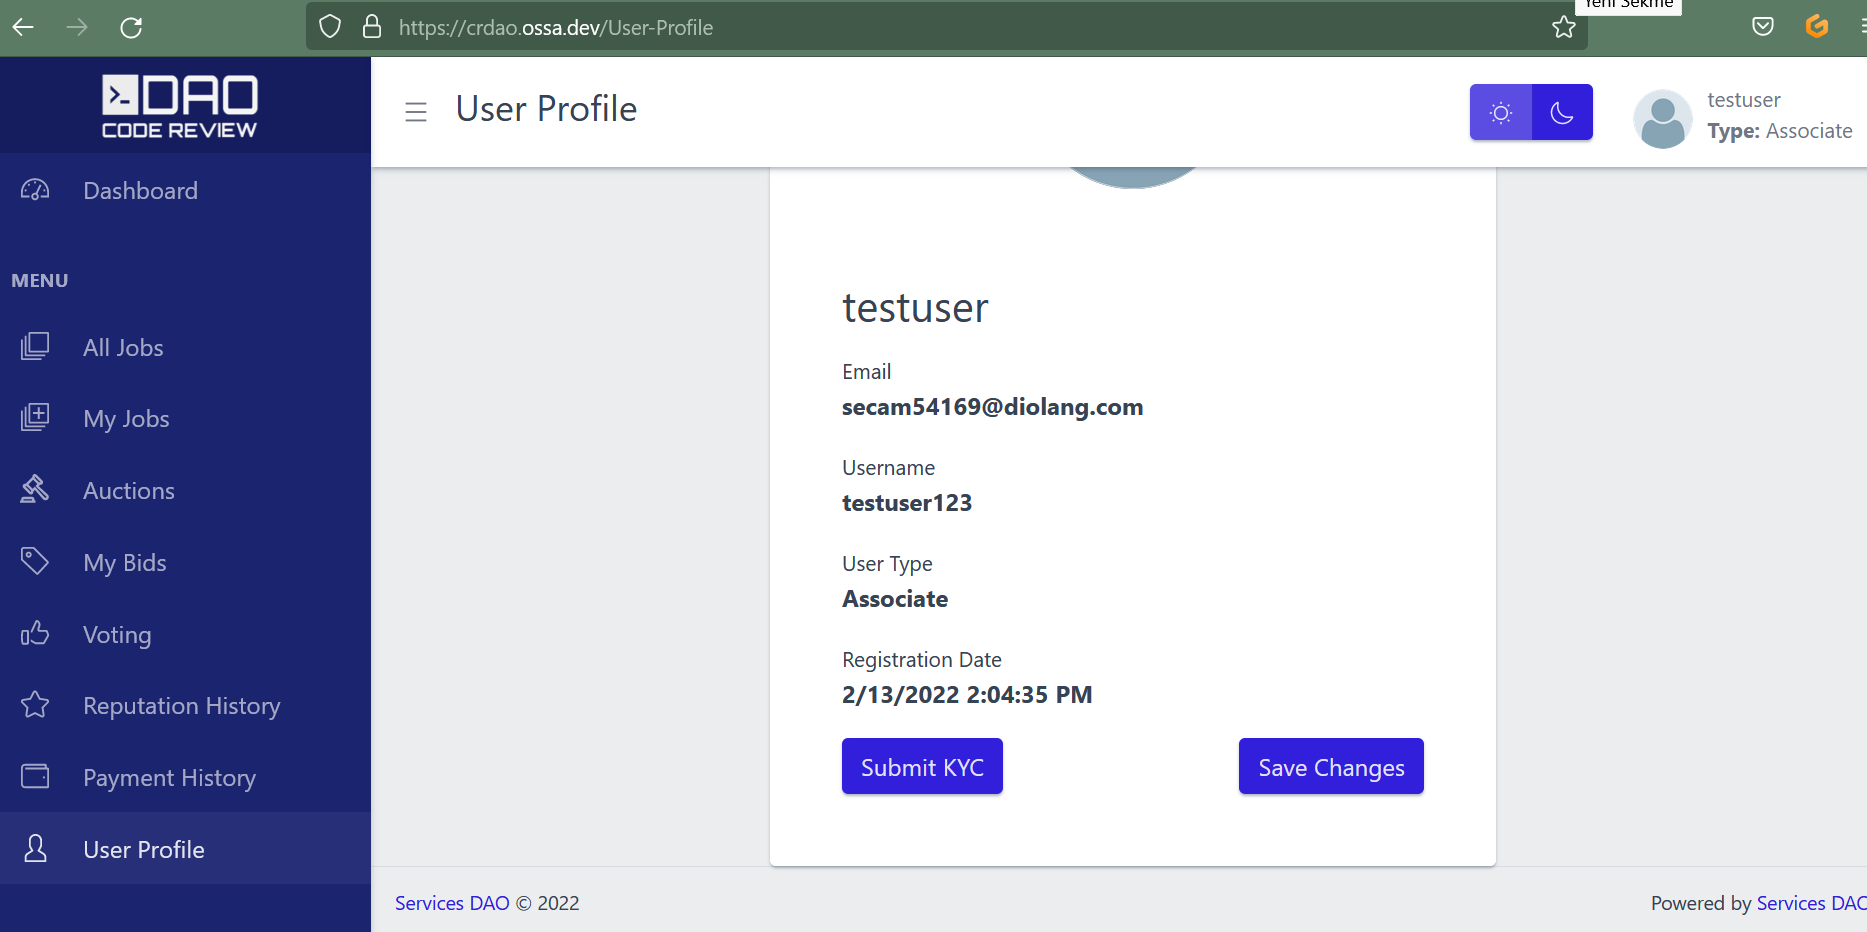 Yeni Sekme
https://crdao.ossa.dev/User-Profile
DAO
CODE REVIEW
User Profile
testuser
Type: Associate
Dashboard
MENU
All Jobs
My Jobs
Auctions
My Bids
Voting
Reputation History
Payment History
User Profile
testuser
Email
secam54169@diolang.com
Username
testuser123
User Type
Associate
Registration Date
2/13/2022 2:04:35 PM
Submit KYC
Save Changes
Services DAO © 2022
Powered by Services DAO